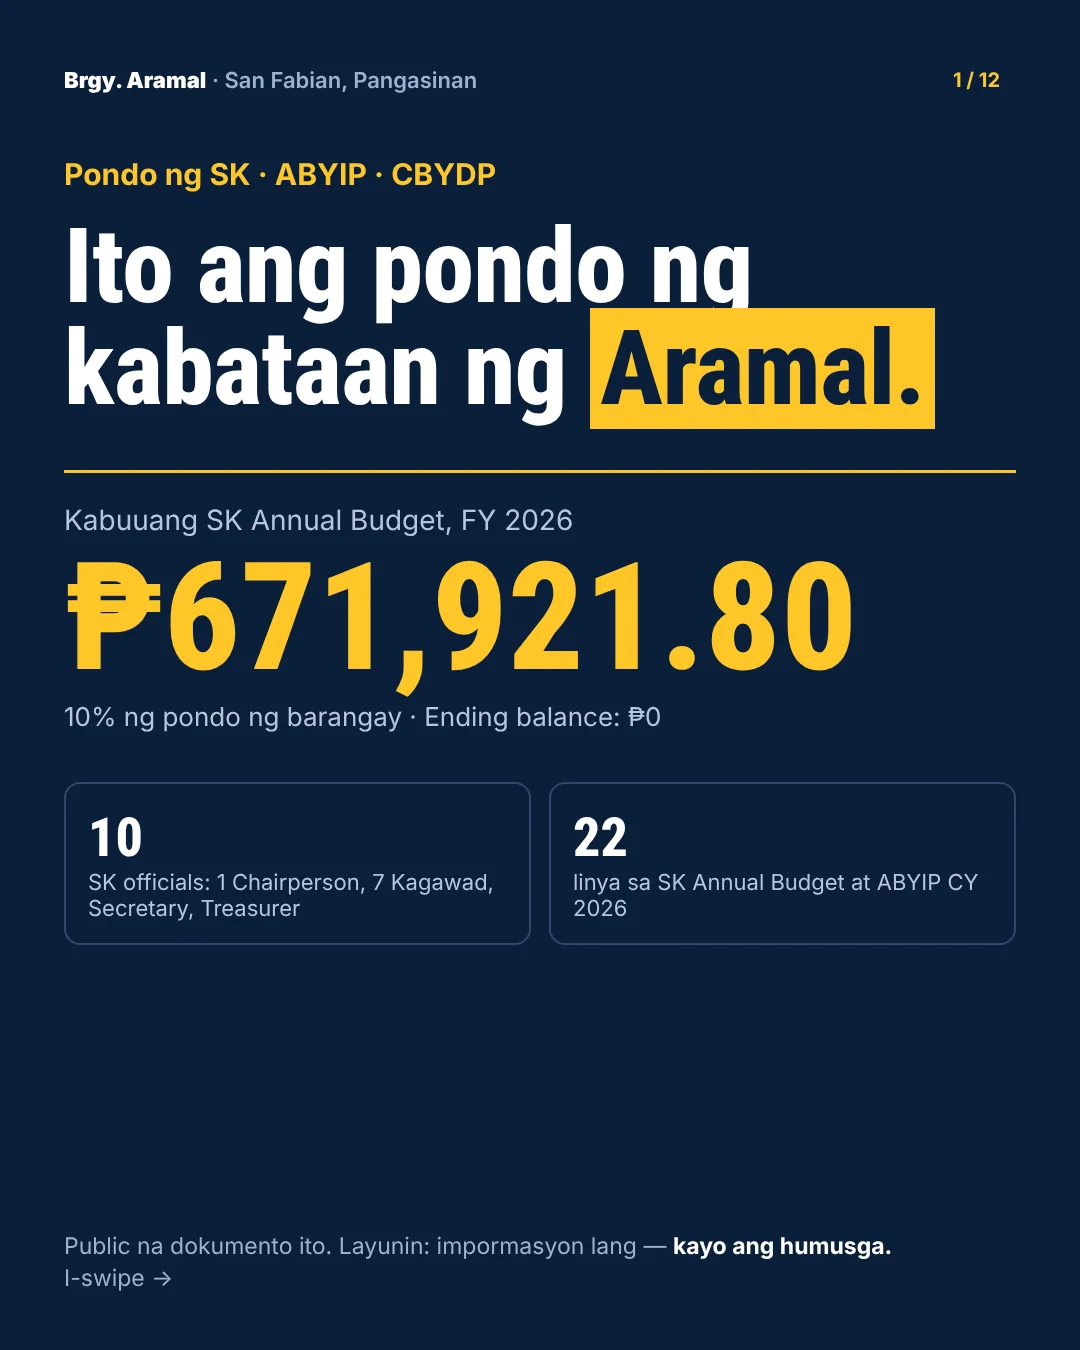 Brgy. Aramal · San Fabian, Pangasinan
1 / 12
Pondo ng SK · ABYIP · CBYDP
Ito ang pondo ng
kabataan ng Aramal.
Kabuuang SK Annual Budget, FY 2026
₱671,921.80
10% ng pondo ng barangay · Ending balance: ₱0
10
SK officials: 1 Chairperson, 7 Kagawad,
Secretary, Treasurer
22
linya sa SK Annual Budget at ABYIP CY
2026
Public na dokumento ito. Layunin: impormasyon lang — kayo ang humusga.
I-swipe →